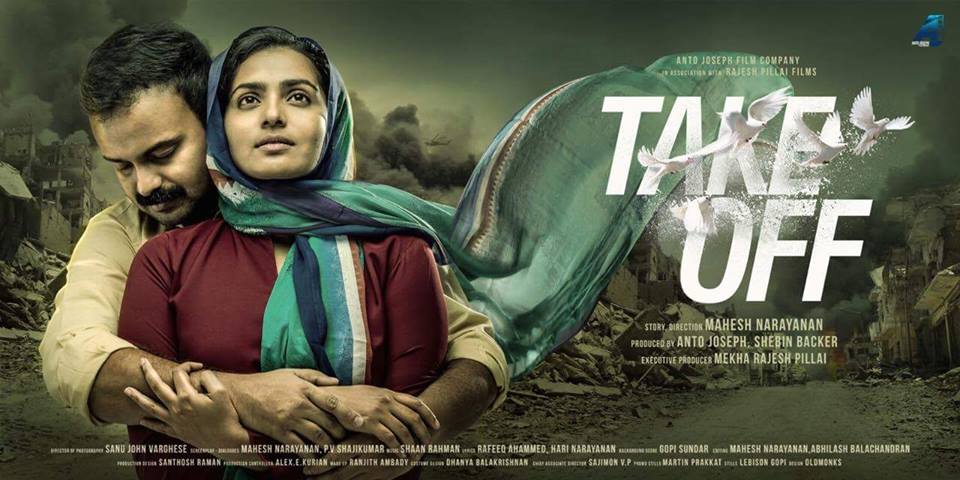 ANTO JOSEPH FILM COMPANY
IN ASSOCIATION WITH RAJESH PILLAI FILMS
TAKE
OFF
STORY, DIRECTION MAHESH NARAYANAN
PRODUCED BY ANTO JOSEPH, SHEBIN BACKER
EXECUTIVE PRODUCER MEKHA RAJESH PILLAI
DIRECTOR OF PHOTOGRAPHY SANU JOHN VARGHESE SCREENPLAY - DIALOGUES MAHESH NARAYANAN, P.V SHAJIKUMAR MUSIC SHAAN RAHMAN LYRICS RAFEEQ AHAMMED, HARI NARAYANAN BACKGROUND SCORE GOPI SUNDAR EDITING MAHESH NARAYANAN, ABHILASH BALACHANDRAN
PRODUCTION DESIGN SANTHOSH RAMAN PRODUCTION CONTROLLER ALEX.E.KURIAN MAKE UP RANJITH AMBADY COSTUME DESIGN DHANYA BALAKRISHNAN CHIEF ASSOCIATE DIRECTOR SAJIMON V.P PROMO STILLS MARTIN PRAKKAT STILLS LEBISON GOPI DESIGN OLDMONKS